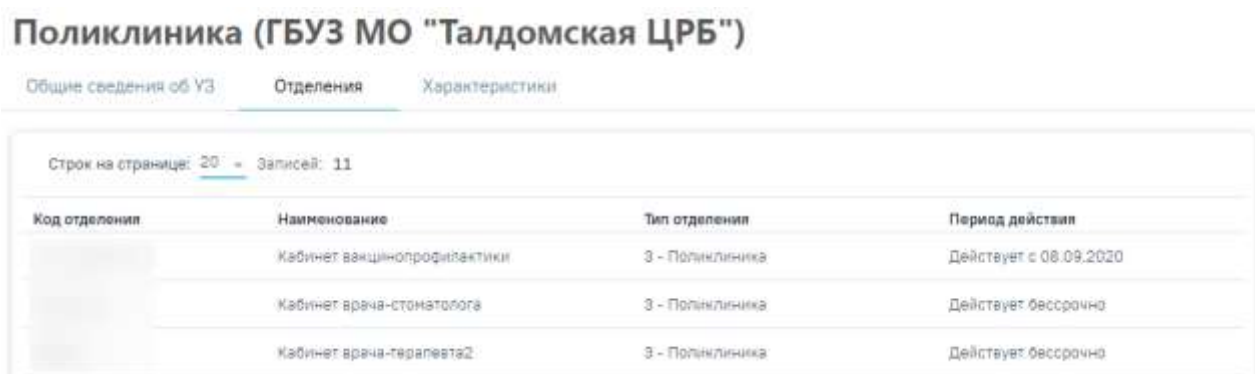 Поликлиника (ГБУЗ МО "Талдомская ЦРБ")
Общие сведения об УЗ Отделения Характеристики
Строк на странице: 20 Записей: 11
Код отделения Наименование Тип отделения Период действия
Кабинет вакцинопрофилактики 3 - Поликлиника Действует с 08.09.2020
Кабинет врача-стоматолога 3 - Поликлиника Действует бессрочно
Кабинет врача-терапевта2 3 - Поликлиника Действует бессрочно